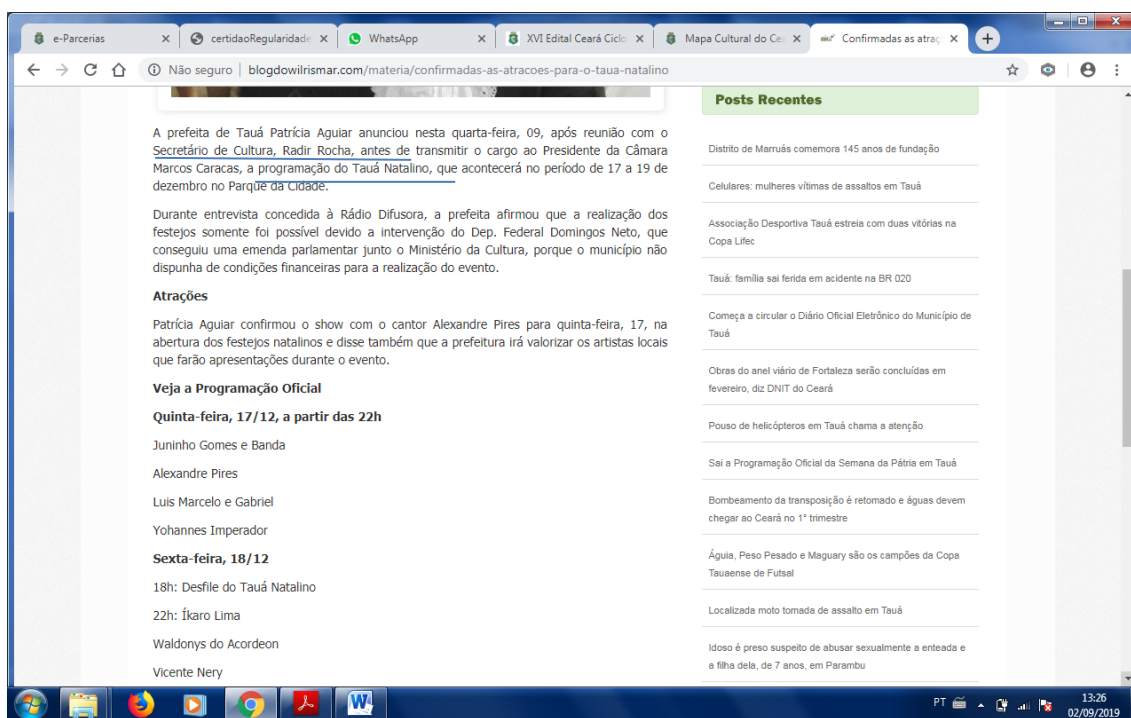 e-Parcerias
certidaoRegularidade
WhatsApp
XVI Edital Ceará Ciclo
Mapa Cultural do Cea
Confirmadas as atraç
Não seguro | blogdowilrismar.com/materia/confirmadas-as-atracoes-para-o-taua-natalino
A prefeita de Tauá Patrícia Aguiar anunciou nesta quarta-feira, 09, após reunião com o
Secretário de Cultura, Radir Rocha, antes de transmitir o cargo ao Presidente da Câmara
Marcos Caracas, a programação do Tauá Natalino, que acontecerá no período de 17 a 19 de
dezembro no Parque da Cidade.
Durante entrevista concedida à Rádio Difusora, a prefeita afirmou que a realização dos
festejos somente foi possível devido a intervenção do Dep. Federal Domingos Neto, que
conseguiu uma emenda parlamentar junto o Ministério da Cultura, porque o município não
dispunha de condições financeiras para a realização do evento.
Atrações
Patrícia Aguiar confirmou o show com o cantor Alexandre Pires para quinta-feira, 17, na
abertura dos festejos natalinos e disse também que a prefeitura irá valorizar os artistas locais
que farão apresentações durante o evento.
Veja a Programação Oficial
Quinta-feira, 17/12, a partir das 22h
Juninho Gomes e Banda
Alexandre Pires
Luis Marcelo e Gabriel
Yohannes Imperador
Sexta-feira, 18/12
18h: Desfile do Tauá Natalino
22h: Íkaro Lima
Waldonys do Acordeon
Vicente Nery
Posts Recentes
Distrito de Marruás comemora 145 anos de fundação
Celulares: mulheres vítimas de assaltos em Tauá
Associação Desportiva Tauá estreia com duas vitórias na
Copa Lifec
Tauá: família sai ferida em acidente na BR 020
Começa a circular o Diário Oficial Eletrônico do Município de
Tauá
Obras do anel viário de Fortaleza serão concluídas em
fevereiro, diz DNIT do Ceará
Pouso de helicópteros em Tauá chama a atenção
Sai a Programação Oficial da Semana da Pátria em Tauá
Bombeamento da transposição é retomado e águas devem
chegar ao Ceará no 1° trimestre
Águia, Peso Pesado e Maguary são os campões da Copa
Tauaense de Futsal
Localizada moto tomada de assalto em Tauá
Idoso é preso suspeito de abusar sexualmente a enteada e
a filha dela, de 7 anos, em Parambu
PT
13:26
02/09/2019